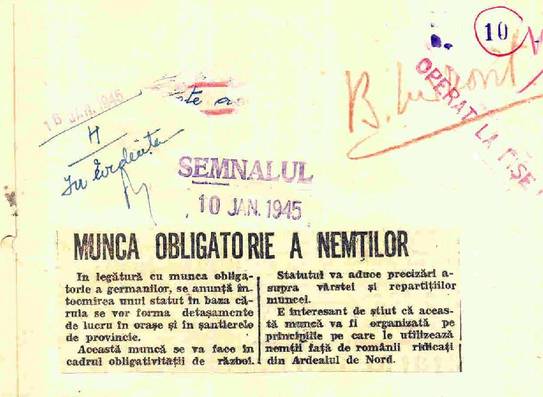 10
16 JAN. 1945
H
In Evidența
OPERAT LA FIȘE
SEMNALUL
10 JAN. 1945
MUNCA OBLIGATORIE A NEMȚILOR
In legătură cu munca obliga-
torie a germanilor, se anunță în-
tocmirea unui statut în baza că-
ruia se vor forma detașamente
de lucru în orașe și în șantierele
de provincie.
Această munca se va face în
cadrul obligativității de război.
Statutul va aduce precizări a-
supra vârstei și repartițiilor
muncei.
E interesant de știut că aceas-
tă muncă va fi organizată pe
principiile pe care le utilizează
nemții față de românii ridicați
din Ardealul de Nord.